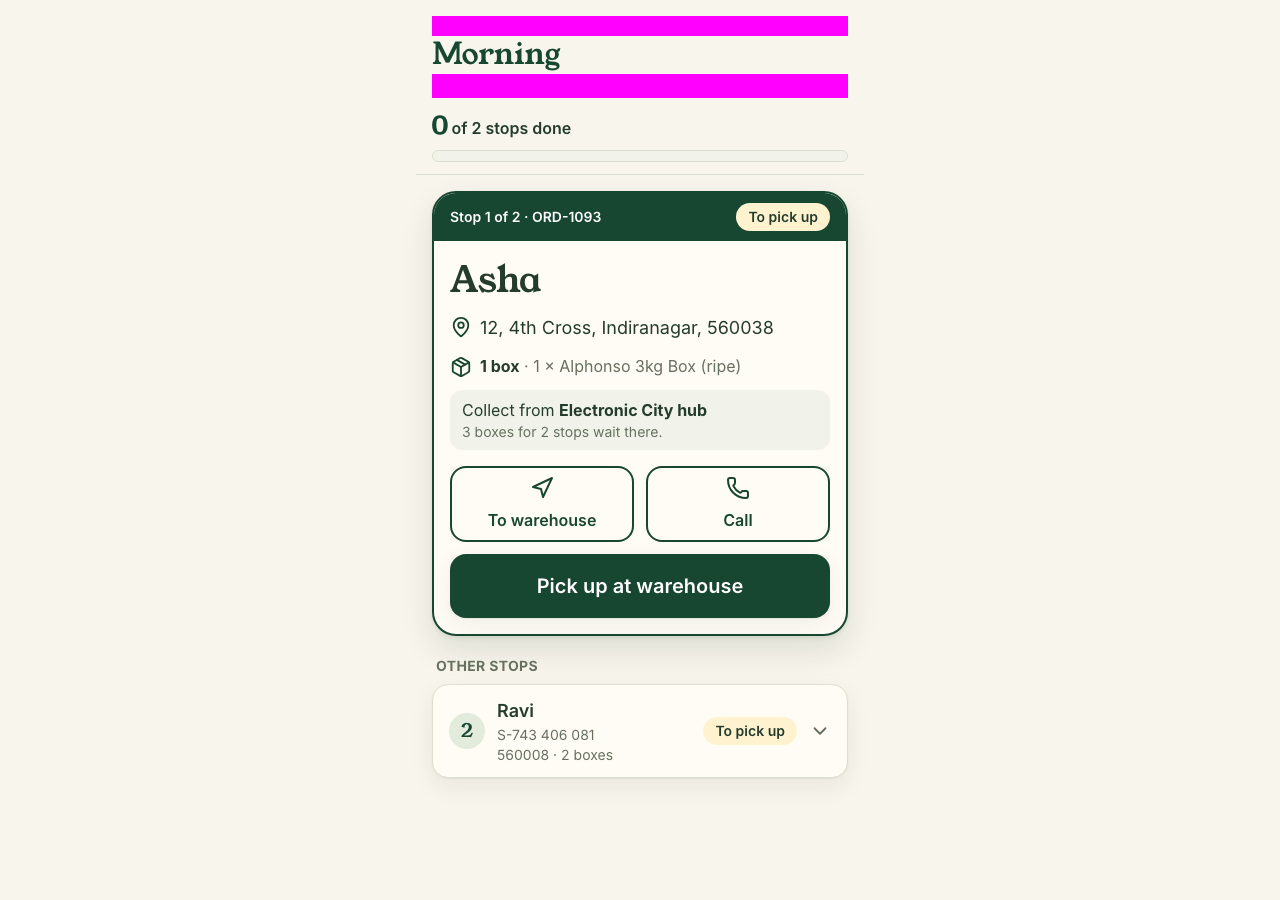 Morning
0 of 2 stops done
Stop 1 of 2 · ORD-1093
To pick up
Asha
12, 4th Cross, Indiranagar, 560038
1 box · 1 × Alphonso 3kg Box (ripe)
Collect from Electronic City hub
3 boxes for 2 stops wait there.
To warehouse
Call
Pick up at warehouse
OTHER STOPS
2
Ravi
S-743 406 081
560008 · 2 boxes
To pick up